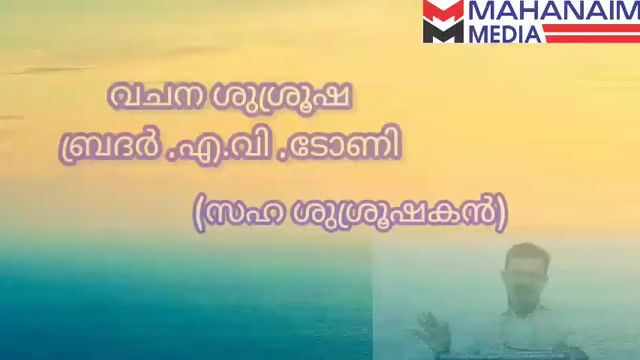 MAHANAIM
MEDIA
വചന ശുശ്രൂഷ
ബ്രദർ .എ.വി .ടോണി
(സഹ ശുശ്രൂഷകൻ)